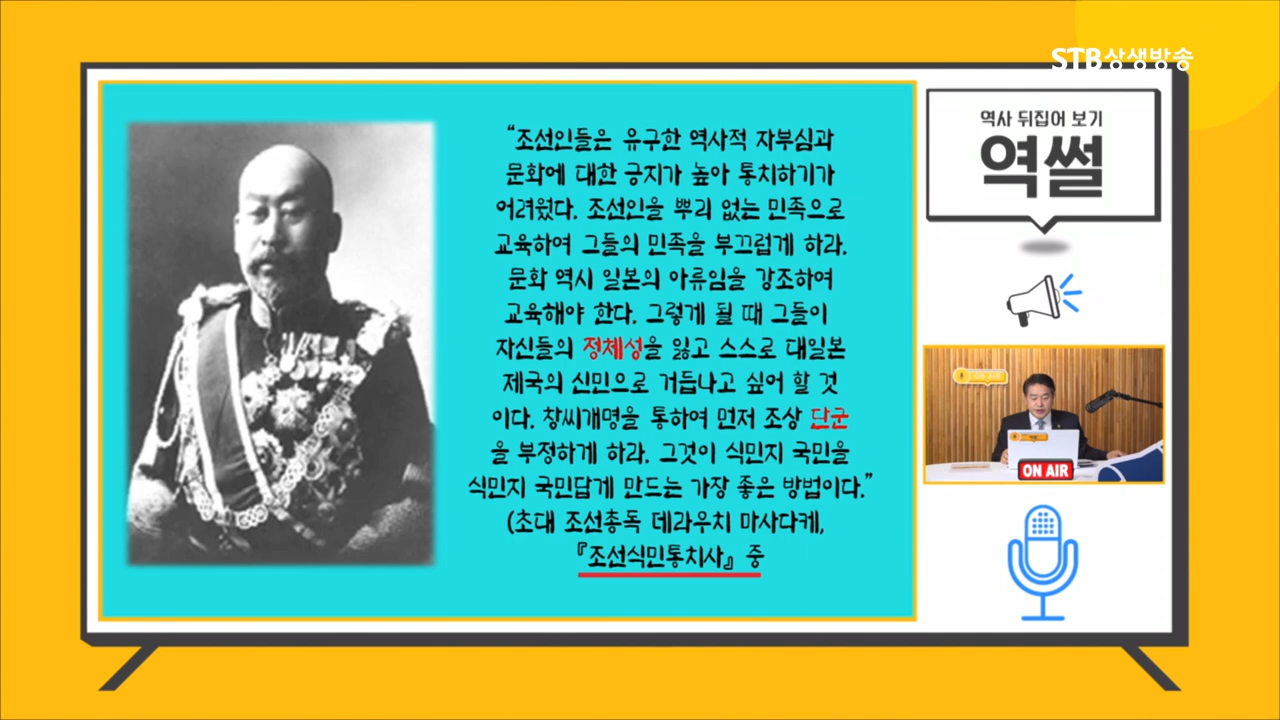 STB상생방송
역사 뒤집어 보기
역썰
“조선인들은 유구한 역사적 자부심과
문화에 대한 긍지가 높아 통치하기가
어려웠다. 조선인을 뿌리 없는 민족으로
교육하여 그들의 민족을 부끄럽게 하라.
문화 역시 일본의 아류임을 강조하여
교육해야 한다. 그렇게 될 때 그들이
자신들의 정체성을 잃고 스스로 대일본
제국의 신민으로 거듭나고 싶어 할 것
이다. 창씨개명을 통하여 먼저 조상 단군
을 부정하게 하라. 그것이 식민지 국민을
식민지 국민답게 만드는 가장 좋은 방법이다.”
(초대 조선총독 데라우치 마사다케,
『조선식민통치사』 중
ON AIR